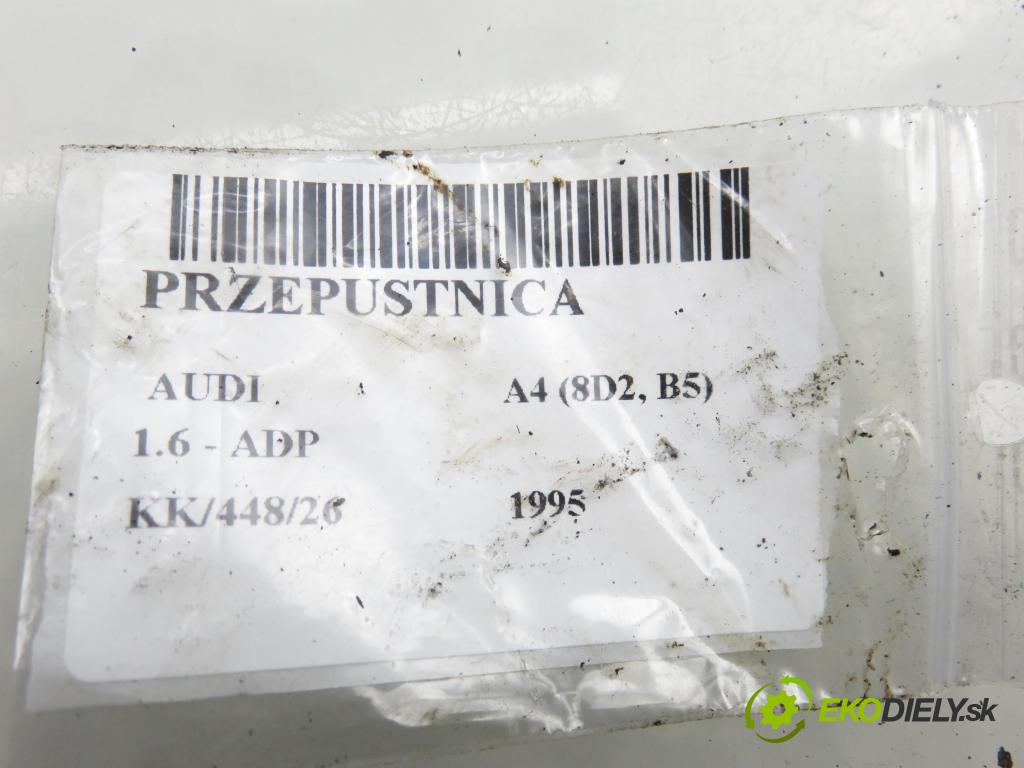 PRZEPUSTNICA
AUDI A4 (8D2, B5)
1.6 - ADP
KK/448/26 1995
EKODIELY.sk